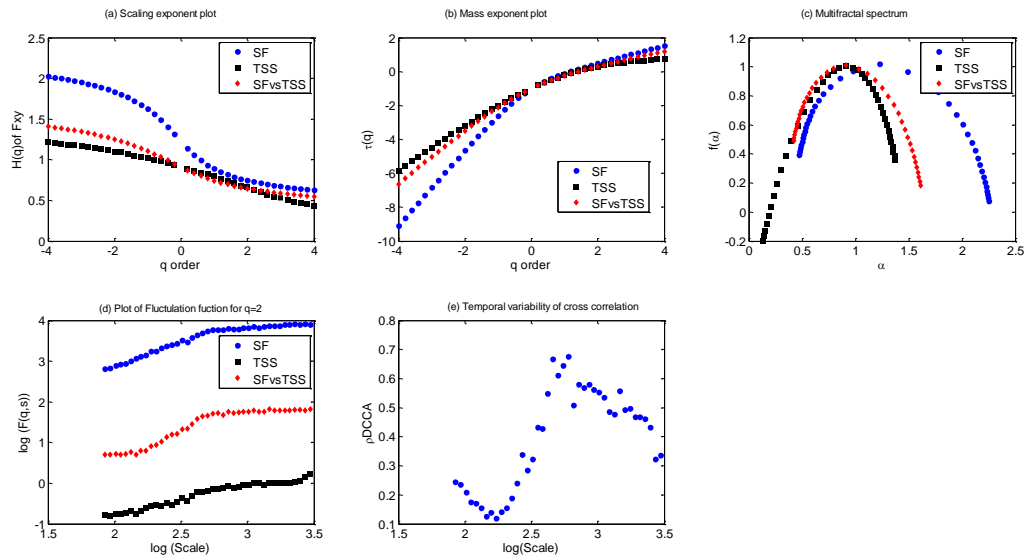 (a) Scaling exponent plot
2.5
2
1.5
1
0.5
0
-4
-2
0
2
4
H(q)of Fxy
q order
SF
TSS
SFvsTSS
(b) Mass exponent plot
2
0
-2
-4
-6
-8
-10
-4
-2
0
2
4
τ(q)
q order
SF
TSS
SFvsTSS
(c) Multifractal spectrum
1.2
1
0.8
0.6
0.4
0.2
0
-0.2
0
0.5
1
1.5
2
2.5
f(α)
α
SF
TSS
SFvsTSS
(d) Plot of Fluctulation fuction for q=2
4
3
2
1
0
-1
1.5
2
2.5
3
3.5
log (F(q,s))
log (Scale)
SF
TSS
SFvsTSS
(e) Temporal variability of cross correlation
0.8
0.7
0.6
0.5
0.4
0.3
0.2
0.1
1.5
2
2.5
3
3.5
ρDCCA
log(Scale)